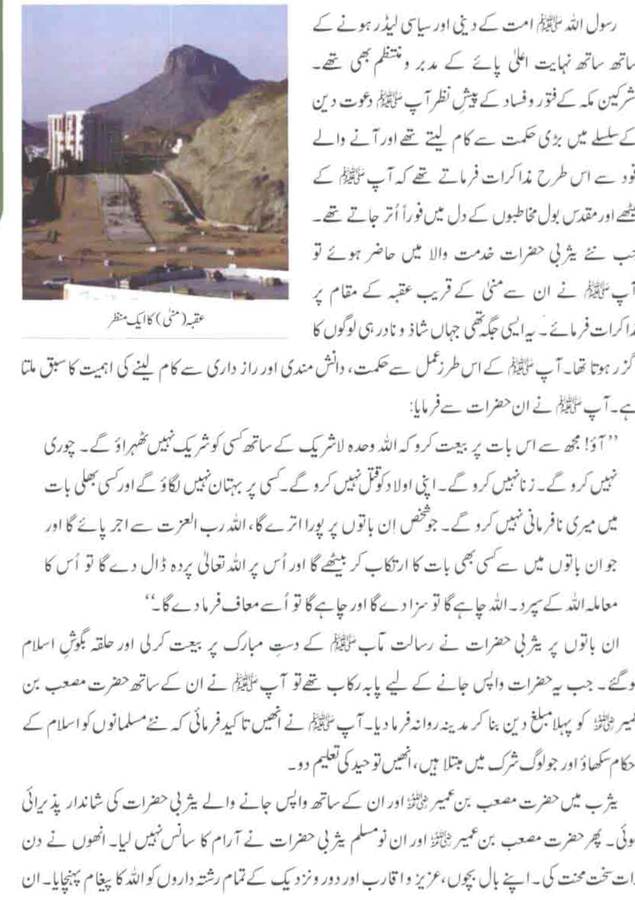 رسول اللہ ﷺ امت کے دینی اور سیاسی لیڈر ہونے کے
ساتھ ساتھ نہایت اعلیٰ پائے کے مدبر و منتظم بھی تھے۔
شرکین مکہ کے فتور و فساد کے پیشِ نظر آپ ﷺ دعوت دین
کے سلسلے میں بڑی حکمت سے کام لیتے تھے اور آنے والے
فود سے اس طرح مذاکرات فرماتے تھے کہ آپ ﷺ کے
یٹھے اور مقدس بول مخاطبوں کے دل میں فوراً اُتر جاتے تھے۔
جب نئے یثربی حضرات خدمت والا میں حاضر ہوئے تو
آپ ﷺ نے ان سے منیٰ کے قریب عقبہ کے مقام پر
ذاکرات فرمائے۔ یہ ایسی جگہ تھی جہاں شاذ و نادر ہی لوگوں کا
عقبہ (منیٰ) کا ایک منظر
گزر ہوتا تھا۔ آپ ﷺ کے اس طرز عمل سے حکمت، دانش مندی اور راز داری سے کام لینے کی اہمیت کا سبق ملتا
ہے۔ آپ ﷺ نے ان حضرات سے فرمایا:
’’آؤ! مجھ سے اس بات پر بیعت کرو کہ اللہ وحدہ لا شریک کے ساتھ کسی کو شریک نہیں ٹھہراؤ گے۔ چوری
نہیں کرو گے۔ زنا نہیں کرو گے۔ اپنی اولاد کو قتل نہیں کرو گے۔ کسی پر بہتان نہیں لگاؤ گے اور کسی بھلی بات
میں میری نافرمانی نہیں کرو گے۔ جو شخص اِن باتوں پر پورا اترے گا، اللہ رب العزت سے اجر پائے گا اور
جو ان باتوں میں سے کسی بھی بات کا ارتکاب کر بیٹھے گا اور اُس پر اللہ تعالیٰ پردہ ڈال دے گا تو اُس کا
معاملہ اللہ کے سپرد۔ اللہ چاہے گا تو سزا دے گا اور چاہے گا تو اُسے معاف فرما دے گا۔‘‘
ان باتوں پر یثربی حضرات نے رسالت مآب ﷺ کے دستِ مبارک پر بیعت کرلی اور حلقہ بگوشِ اسلام
ہوگئے۔ جب یہ حضرات واپس جانے کے لیے پابہ رکاب تھے تو آپ ﷺ نے ان کے ساتھ حضرت مصعب بن
عمیر رضی اللہ عنہ کو پہلا مبلغ دین بنا کر مدینہ روانہ فرما دیا۔ آپ ﷺ نے انھیں تاکید فرمائی کہ نئے مسلمانوں کو اسلام کے
حکام سکھاؤ اور جو لوگ شرک میں مبتلا ہیں، انھیں توحید کی تعلیم دو۔
یثرب میں حضرت مصعب بن عمیر رضی اللہ عنہ اور ان کے ساتھ واپس جانے والے یثربی حضرات کی شاندار پذیرائی
ہوئی۔ پھر حضرت مصعب بن عمیر رضی اللہ عنہ اور ان نو مسلم یثربی حضرات نے آرام کا سانس نہیں لیا۔ انھوں نے دن
رات سخت محنت کی۔ اپنے بال بچوں، عزیز و اقارب اور دور و نزدیک کے تمام رشتہ داروں کو اللہ کا پیغام پہنچایا۔ ان